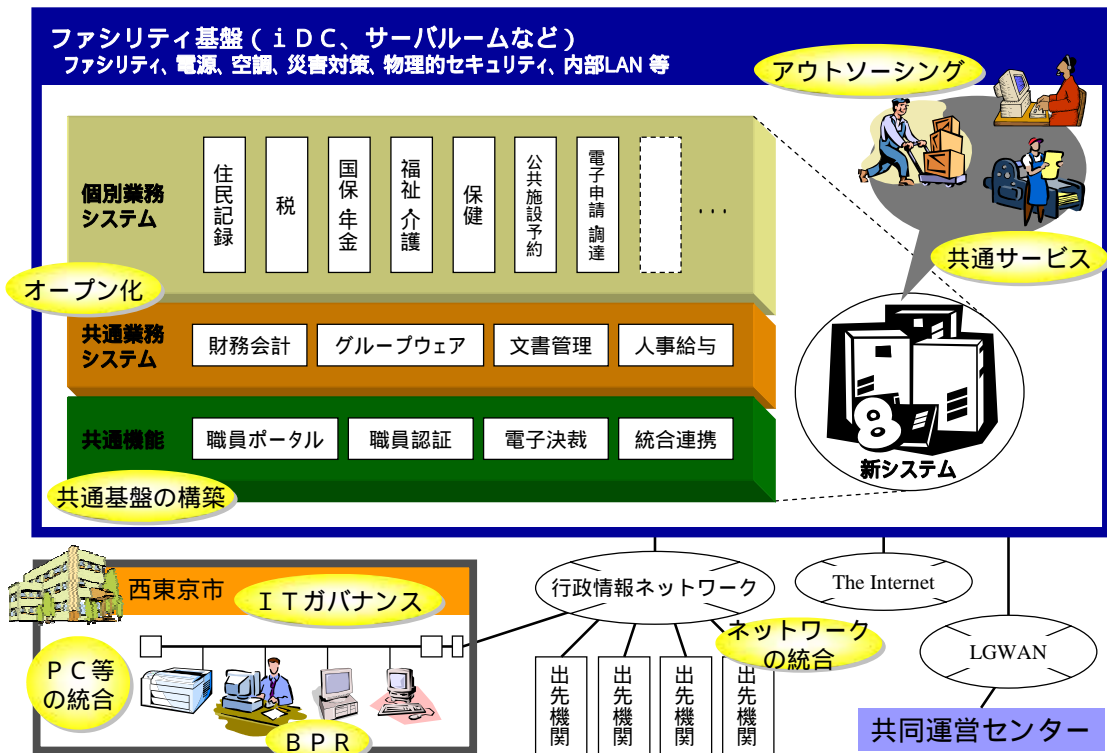 ファシリティ基盤(iDC、サーバルームなど)
ファシリティ、電源、空調、災害対策、物理的セキュリティ、内部LAN 等
アウトソーシング
個別業務
システム
住民記録
税
国保 年金
福祉 介護
保健
公共施設予約
電子申請 調達
...
共通サービス
オープン化
共通業務
システム
財務会計
グループウェア
文書管理
人事給与
共通機能
職員ポータル
職員認証
電子決裁
統合連携
8
新システム
共通基盤の構築
西東京市
ITガバナンス
PC等
の統合
BPR
行政情報ネットワーク
The Internet
ネットワーク
の統合
LGWAN
出先機関
出先機関
出先機関
出先機関
共同運営センター